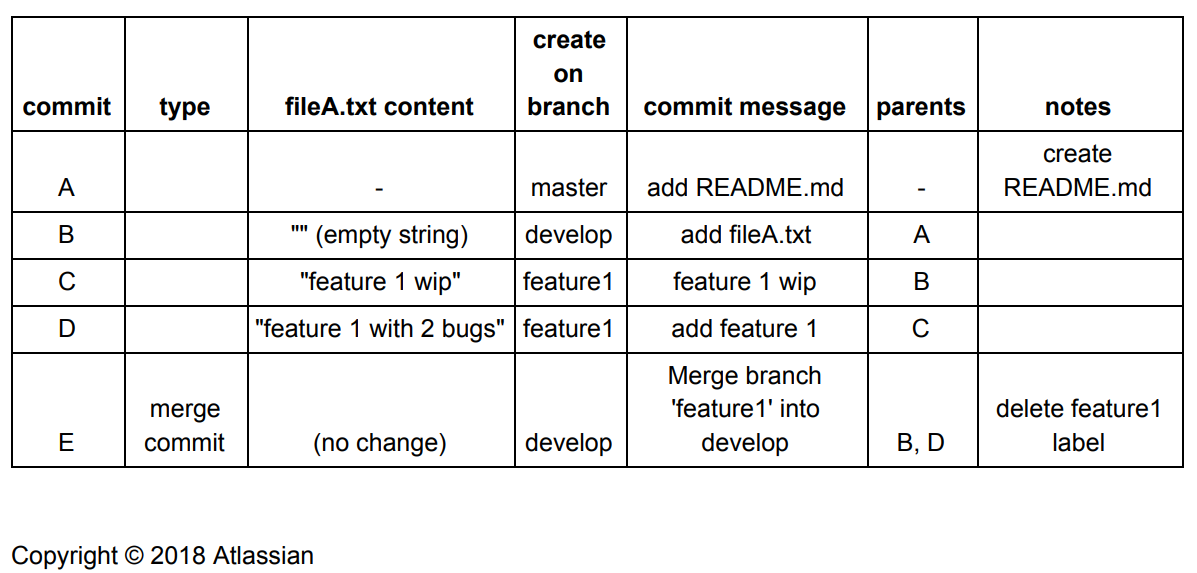 commit type fileA.txt content create on branch commit message parents notes
A - master add README.md - create README.md
B "" (empty string) develop add fileA.txt A
C "feature 1 wip" feature1 feature 1 wip B
D "feature 1 with 2 bugs" feature1 add feature 1 C
E merge commit (no change) develop Merge branch 'feature1' into develop B, D delete feature1 label
Copyright © 2018 Atlassian